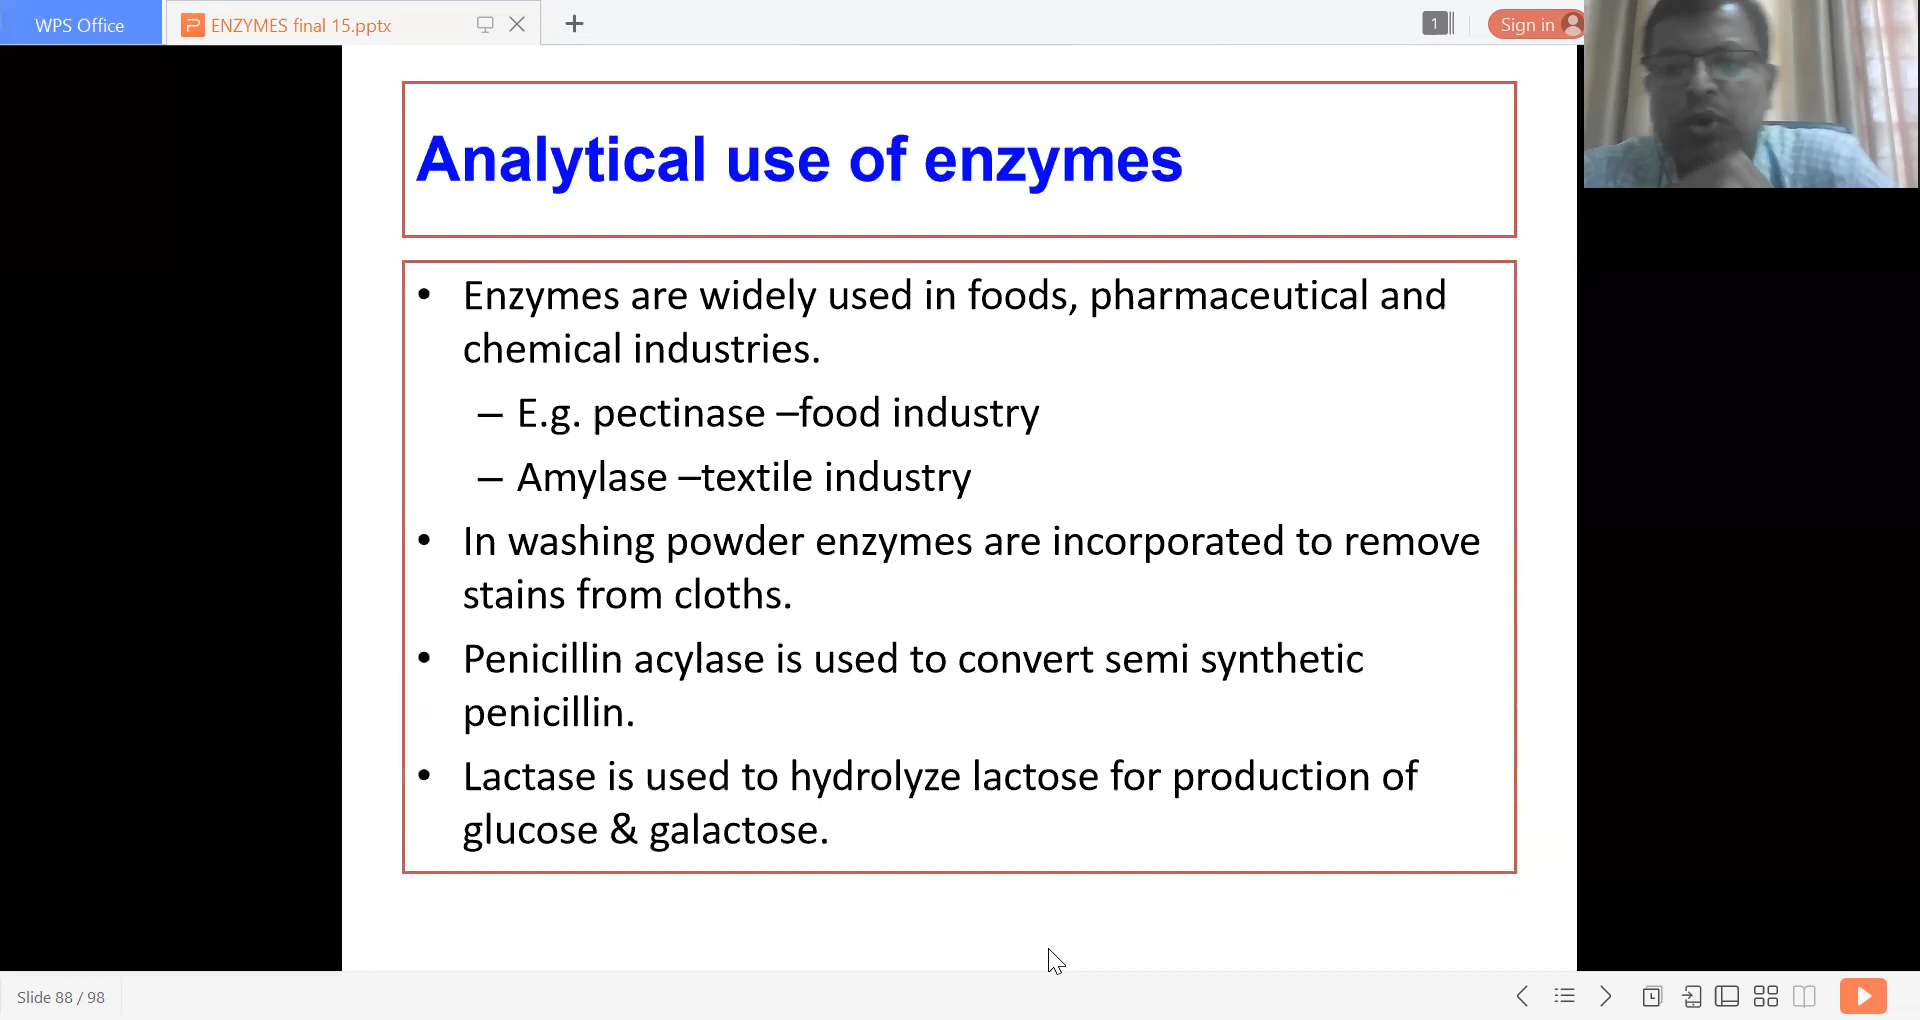 WPS Office
ENZYMES final 15.pptx
1
Sign in
Analytical use of enzymes
• Enzymes are widely used in foods, pharmaceutical and
chemical industries.
– E.g. pectinase –food industry
– Amylase –textile industry
• In washing powder enzymes are incorporated to remove
stains from cloths.
• Penicillin acylase is used to convert semi synthetic
penicillin.
• Lactase is used to hydrolyze lactose for production of
glucose & galactose.
Slide 88 / 98